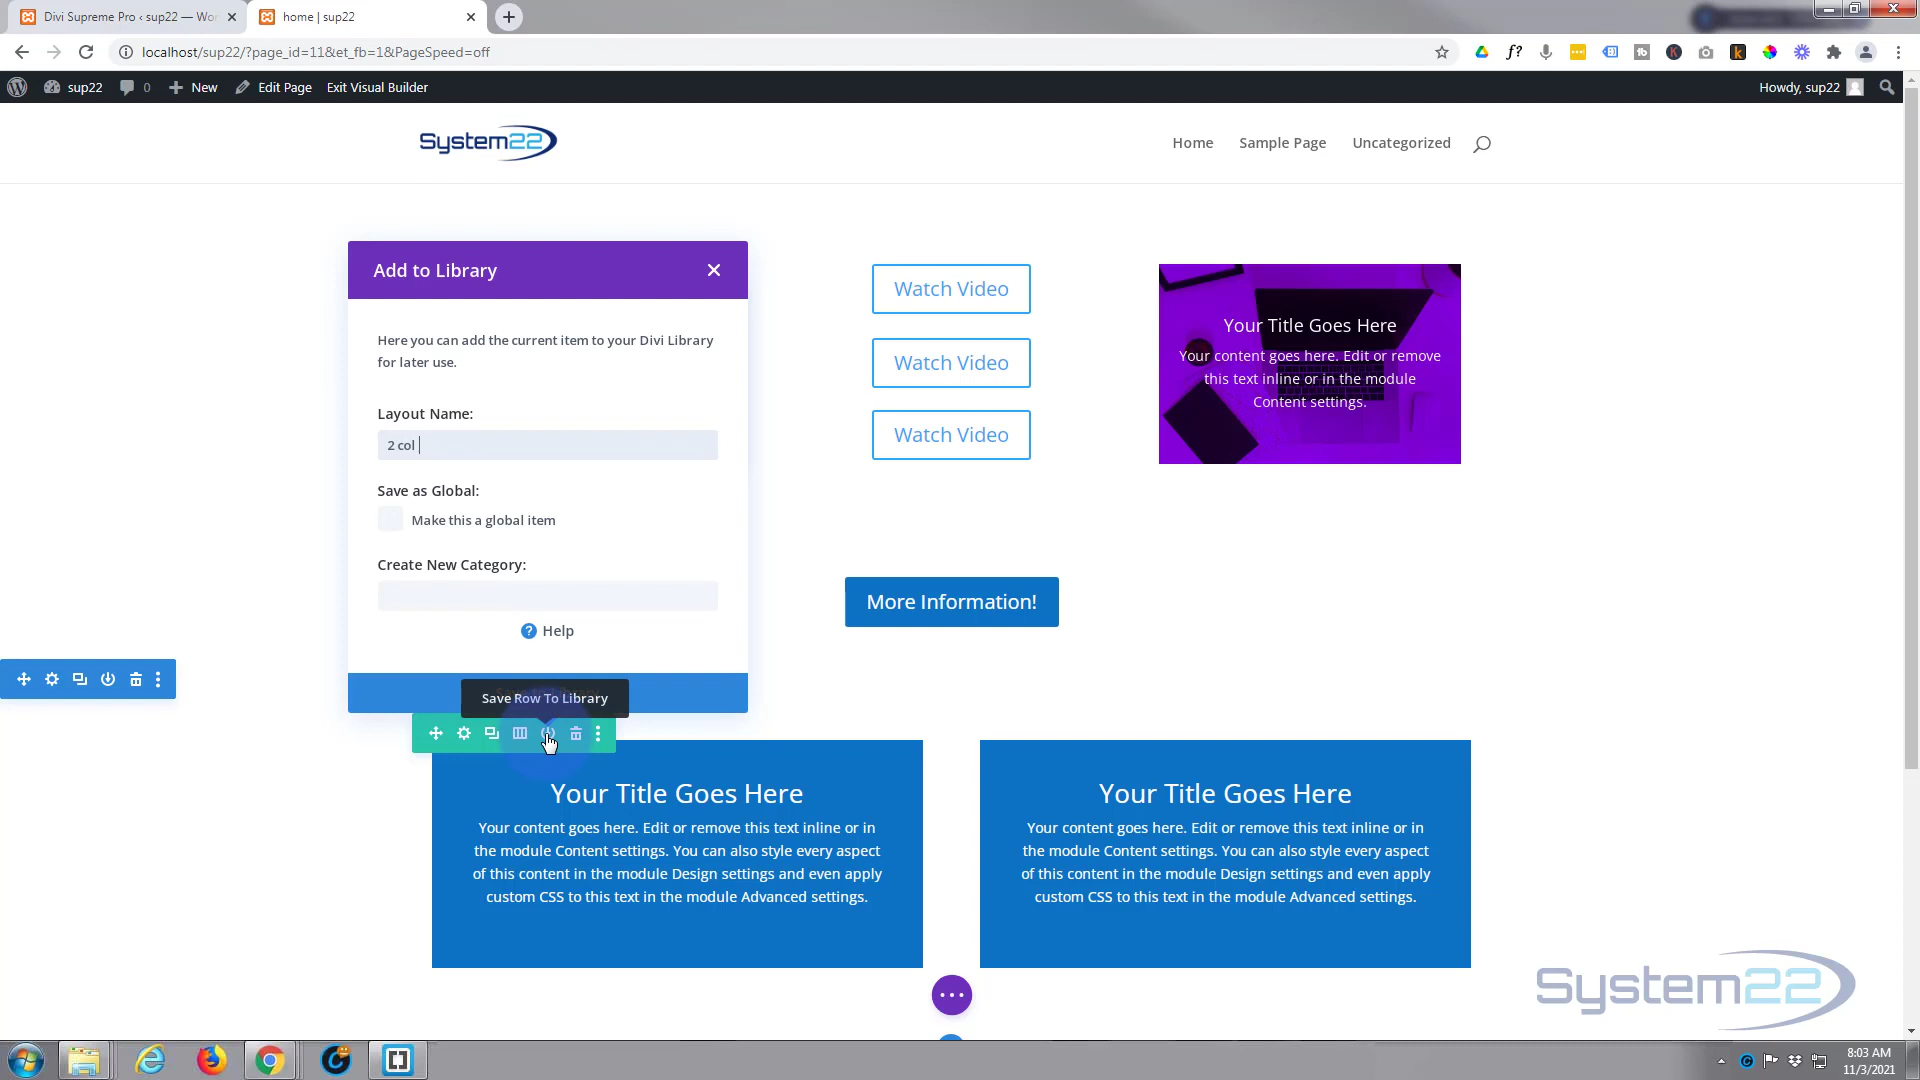 Divi Supreme Pro ‹ sup22 — Wor
home | sup22
localhost/sup22/?page_id=11&et_fb=1&PageSpeed=off
sup22
0
New
Edit Page
Exit Visual Builder
Howdy, sup22
System22
Home
Sample Page
Uncategorized
Add to Library
Here you can add the current item to your Divi Library
for later use.
Layout Name:
2 col
Save as Global:
Make this a global item
Create New Category:
? Help
Save Row To Library
Watch Video
Watch Video
Watch Video
More Information!
Your Title Goes Here
Your content goes here. Edit or remove
this text inline or in the module
Content settings.
Your Title Goes Here
Your content goes here. Edit or remove this text inline or in
the module Content settings. You can also style every aspect
of this content in the module Design settings and even apply
custom CSS to this text in the module Advanced settings.
Your Title Goes Here
Your content goes here. Edit or remove this text inline or in
the module Content settings. You can also style every aspect
of this content in the module Design settings and even apply
custom CSS to this text in the module Advanced settings.
System22
8:03 AM
11/3/2021